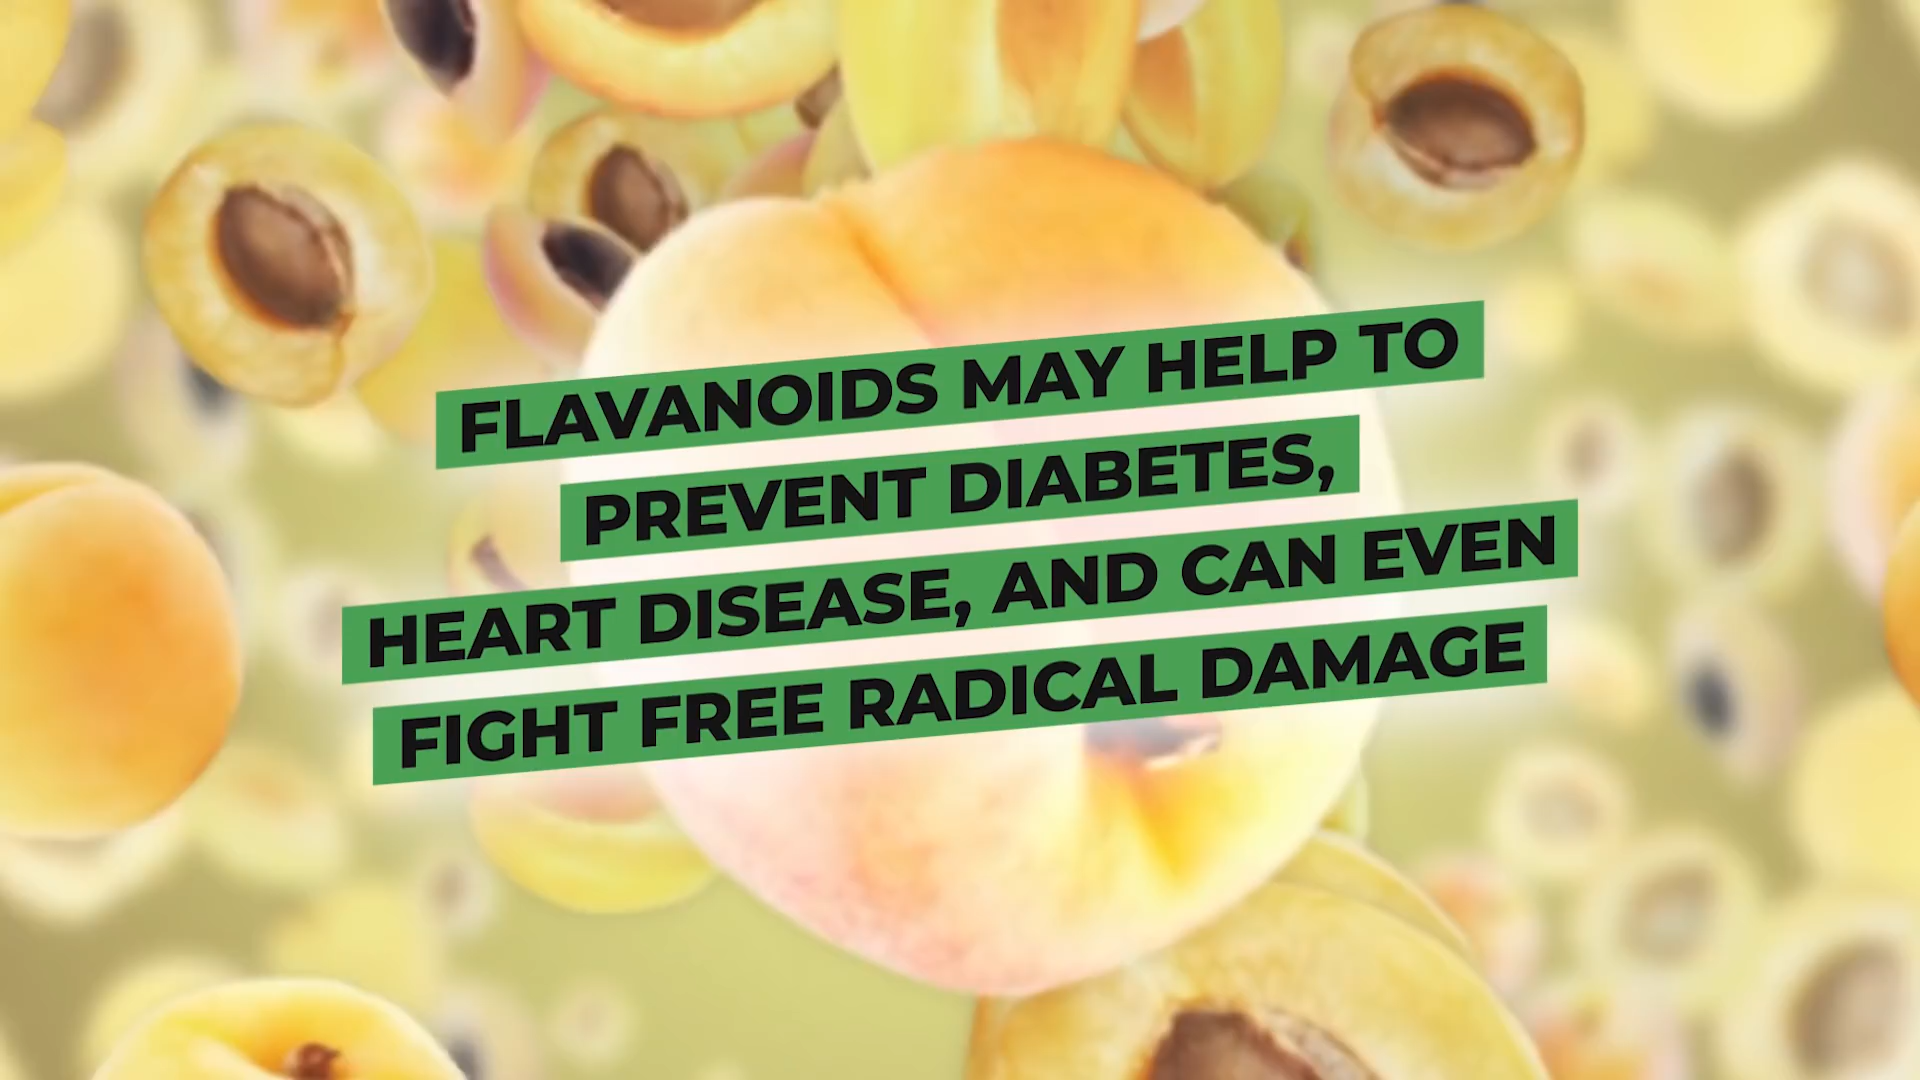 FLAVANOIDS MAY HELP TO
PREVENT DIABETES,
HEART DISEASE, AND CAN EVEN
FIGHT FREE RADICAL DAMAGE